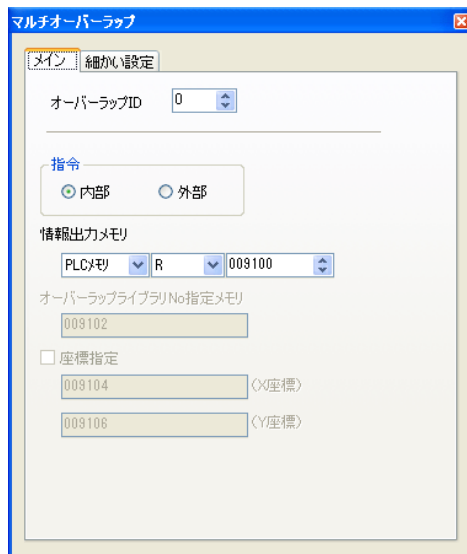 マルチオーバーラップ
メイン 細かい設定
オーバーラップID 0
指令
内部 外部
情報出力メモリ
PLCメモリ R 009100
オーバーラップライブラリNo指定メモリ
009102
座標指定
009104 (X座標)
009106 (Y座標)